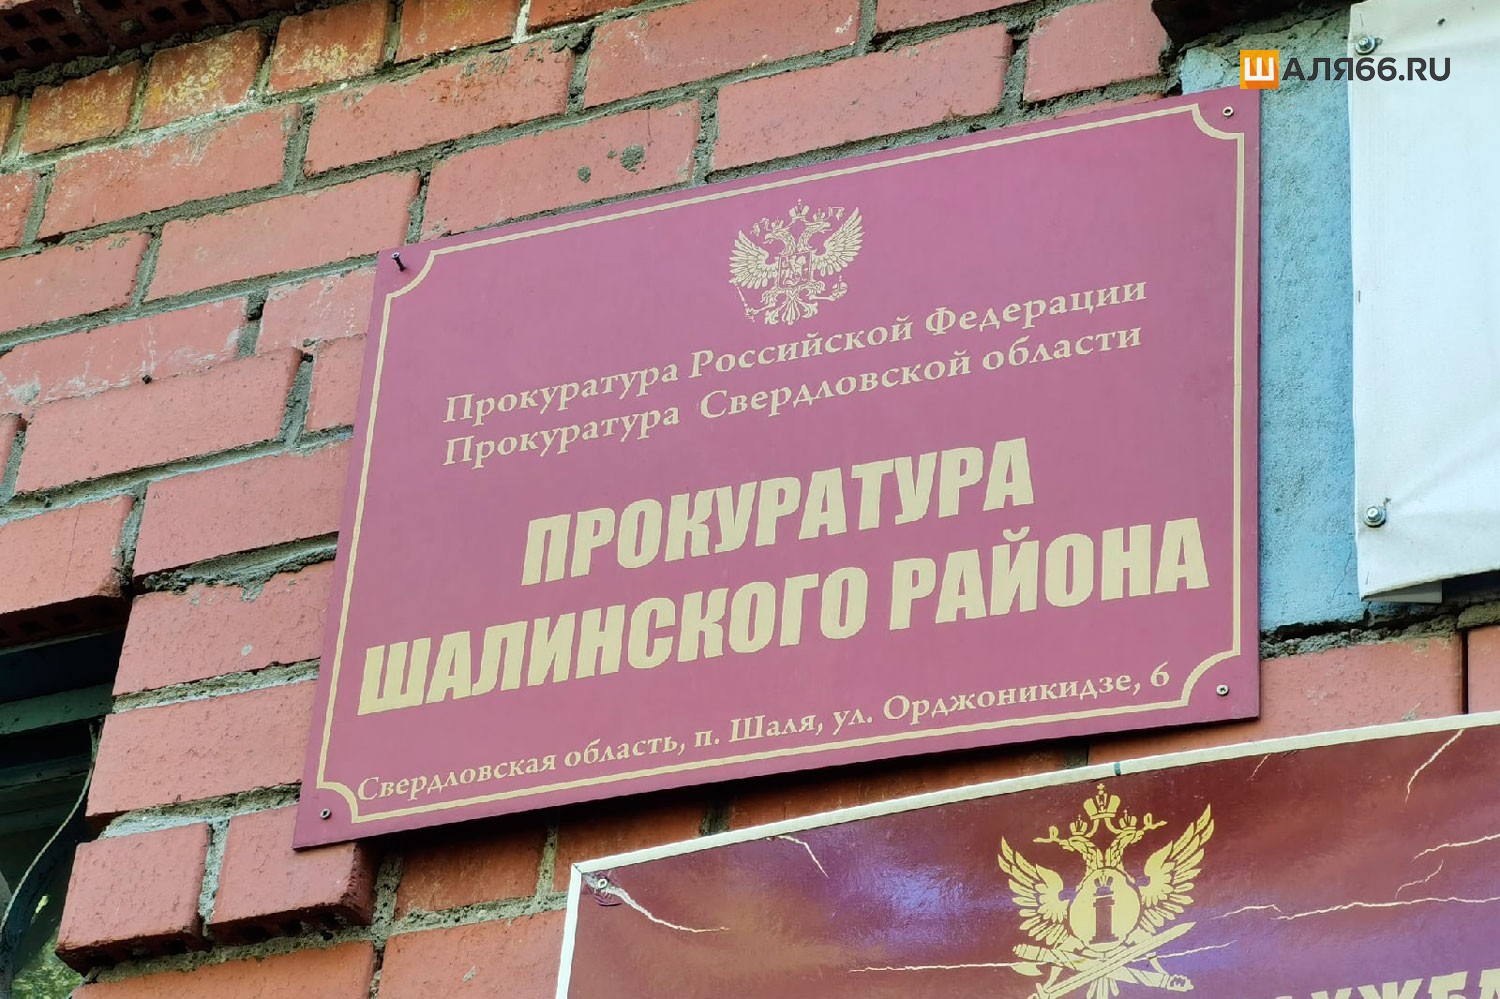 ШАЛЯ66.RU
Прокуратура Российской Федерации
Прокуратура Свердловской области
ПРОКУРАТУРА
ШАЛИНСКОГО РАЙОНА
Свердловская область, п. Шаля, ул. Орджоникидзе, 6